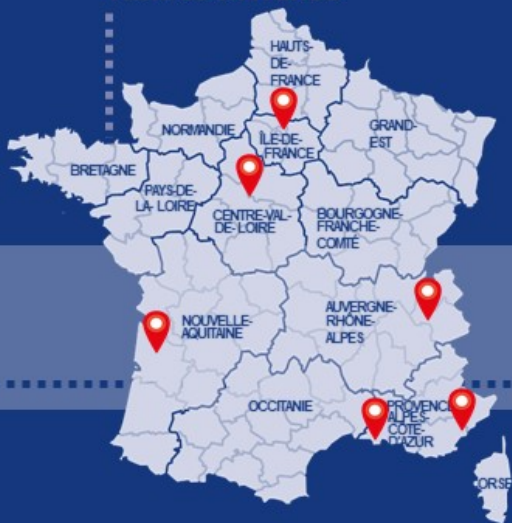 HAUTS-
DE-
FRANCE
NORMANDIE
ÎLE-DE-
FRANCE
GRAND-
EST
BRETAGNE
PAYS-DE-
LA- LOIRE
CENTRE-VAL-
DE- LOIRE
BOURGOGNE-
FRANCHE-
COMTÉ
NOUVELLE-
AQUITAINE
AUVERGNE-
RHÔNE-
ALPES
OCCITANIE
PROVENCE
ALPES-
CÔTE-
D'AZUR
ORSE